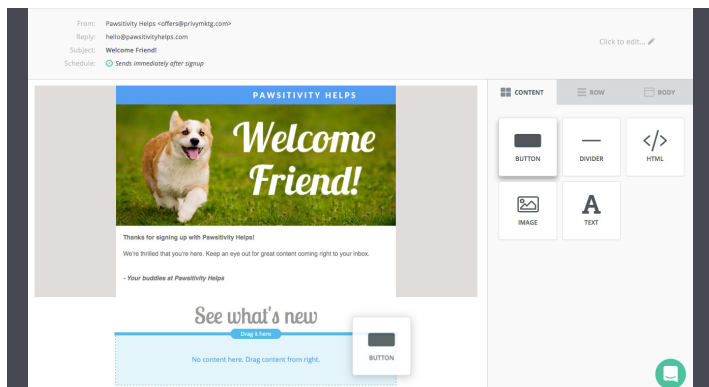 From: Pawsitivity Helps <offers@privymktg.com>
Reply: hello@pawsitivityhelps.com
Subject: Welcome Friend!
Schedule: Sends immediately after signup
Click to edit...
CONTENT ROW BODY
PAWSITIVITY HELPS
Welcome
Friend!
Thanks for signing up with Pawsitivity Helps!
We're thrilled that you're here. Keep an eye out for great content coming right to your inbox.
- Your buddies at Pawsitivity Helps
See what's new
Drag it here
No content here. Drag content from right.
BUTTON
BUTTON DIVIDER HTML
IMAGE TEXT